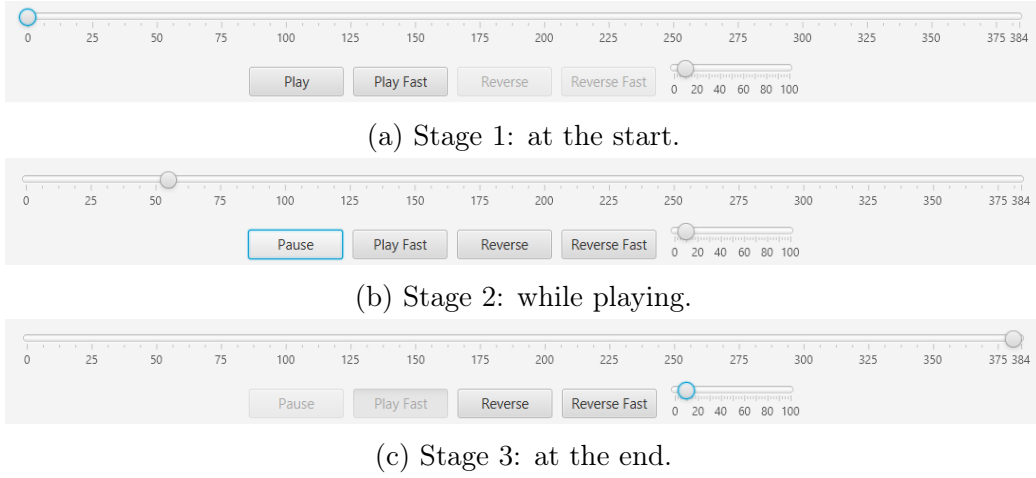 0 25 50 75 100 125 150 175 200 225 250 275 300 325 350 375 384
Play Play Fast Reverse Reverse Fast 0 20 40 60 80 100
(a) Stage 1: at the start.
0 25 50 75 100 125 150 175 200 225 250 275 300 325 350 375 384
Pause Play Fast Reverse Reverse Fast 0 20 40 60 80 100
(b) Stage 2: while playing.
0 25 50 75 100 125 150 175 200 225 250 275 300 325 350 375 384
Pause Play Fast Reverse Reverse Fast 0 20 40 60 80 100
(c) Stage 3: at the end.